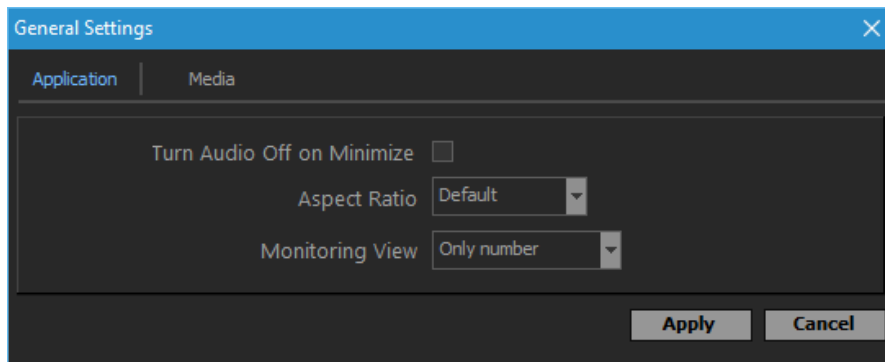 General Settings
Application Media
Turn Audio Off on Minimize
Aspect Ratio Default
Monitoring View Only number
Apply Cancel